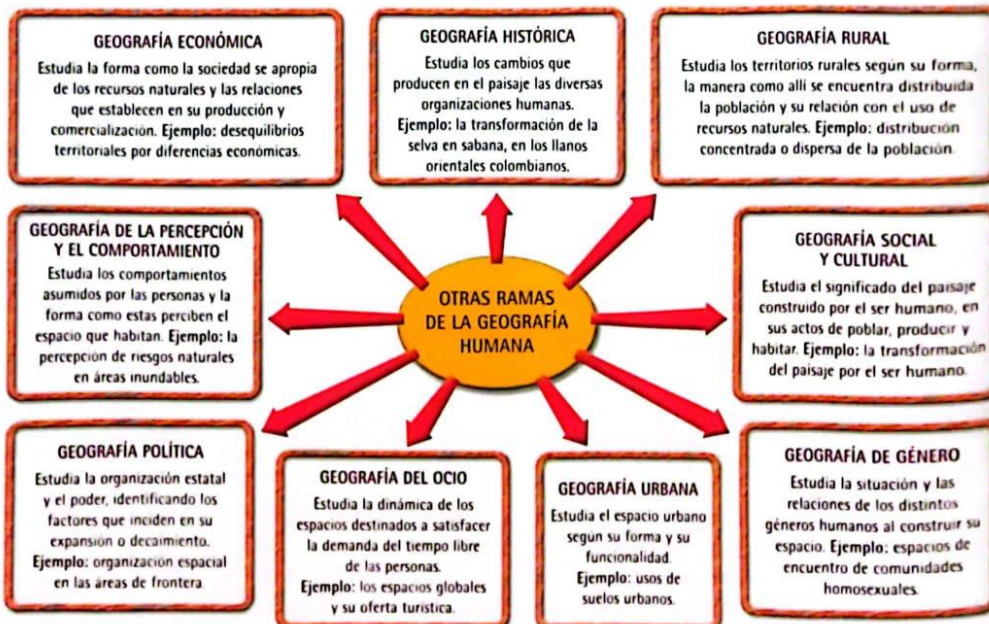 GEOGRAFÍA ECONÓMICA
Estudia la forma como la sociedad se apropia
de los recursos naturales y las relaciones
que establecen en su producción y
comercialización. Ejemplo: desequilibrios
territoriales por diferencias económicas.
GEOGRAFÍA HISTÓRICA
Estudia los cambios que
producen en el paisaje las diversas
organizaciones humanas.
Ejemplo: la transformación de la
selva en sabana, en los llanos
orientales colombianos.
GEOGRAFÍA RURAL
Estudia los territorios rurales según su forma,
la manera como allí se encuentra distribuida
la población y su relación con el uso de
recursos naturales. Ejemplo: distribución
concentrada o dispersa de la población.
GEOGRAFÍA DE LA PERCEPCIÓN
Y EL COMPORTAMIENTO
Estudia los comportamientos
asumidos por las personas y la
forma como estas perciben el
espacio que habitan. Ejemplo: la
percepción de riesgos naturales
en áreas inundables.
OTRAS RAMAS
DE LA GEOGRAFÍA
HUMANA
GEOGRAFÍA SOCIAL
Y CULTURAL
Estudia el significado del paisaje
construido por el ser humano, en
sus actos de poblar, producir y
habitar. Ejemplo: la transformación
del paisaje por el ser humano.
GEOGRAFÍA POLÍTICA
Estudia la organización estatal
y el poder, identificando los
factores que inciden en su
expansión o decaimiento.
Ejemplo: organización espacial
en las áreas de frontera.
GEOGRAFÍA DEL OCIO
Estudia la dinámica de los
espacios destinados a satisfacer
la demanda del tiempo libre
de las personas.
Ejemplo: los espacios globales
y su oferta turística.
GEOGRAFÍA URBANA
Estudia el espacio urbano
según su forma y su
funcionalidad.
Ejemplo: usos de
suelos urbanos.
GEOGRAFÍA DE GÉNERO
Estudia la situación y las
relaciones de los distintos
géneros humanos al construir su
espacio. Ejemplo: espacios de
encuentro de comunidades
homosexuales.